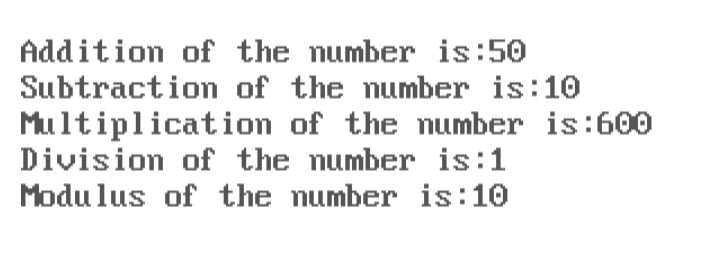 Addition of the number is:50
Subtraction of the number is:10
Multiplication of the number is:600
Division of the number is:1
Modulus of the number is:10